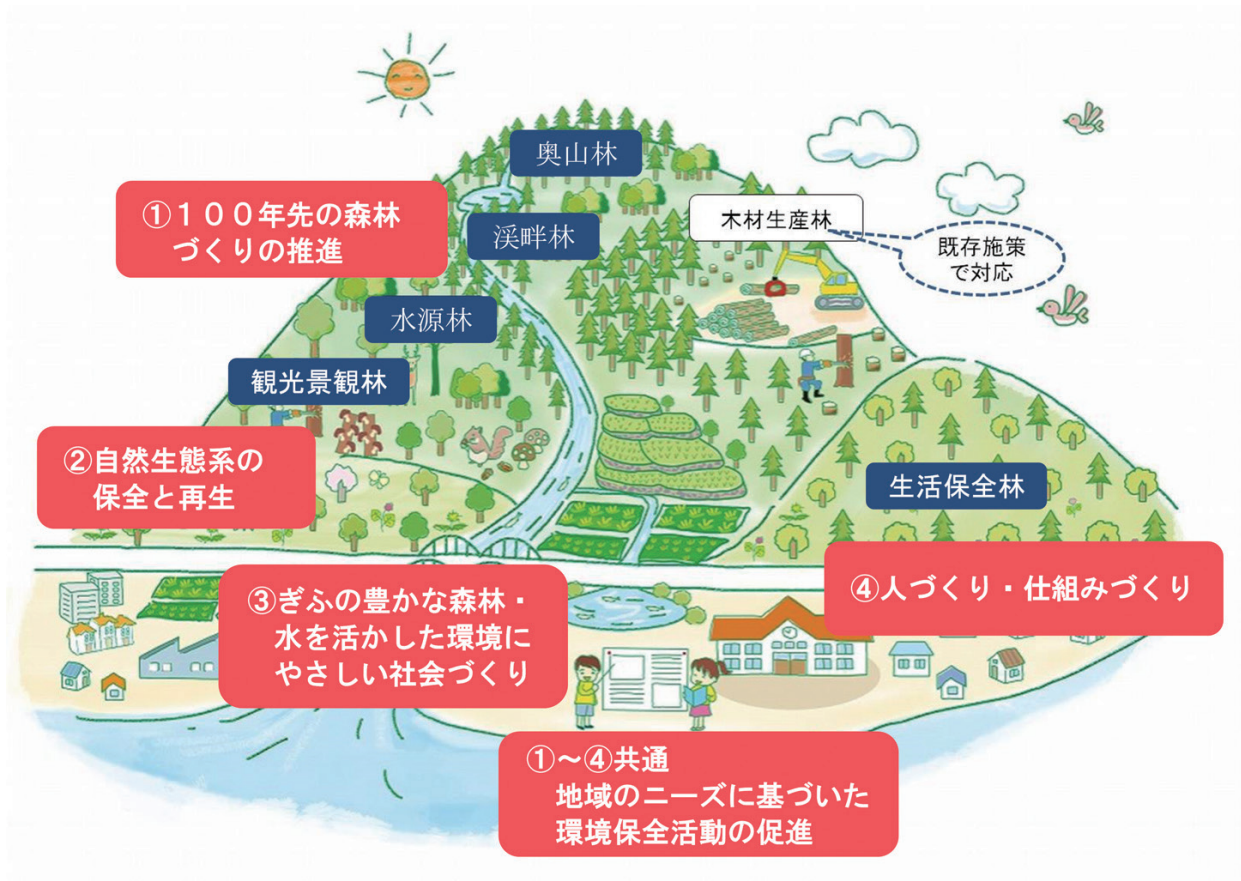 奥山林
①１００年先の森林
づくりの推進
渓畔林
木材生産林
既存施策
で対応
水源林
観光景観林
②自然生態系の
保全と再生
生活保全林
③ぎふの豊かな森林・
水を活かした環境に
やさしい社会づくり
④人づくり・仕組みづくり
①～④共通
地域のニーズに基づいた
環境保全活動の促進